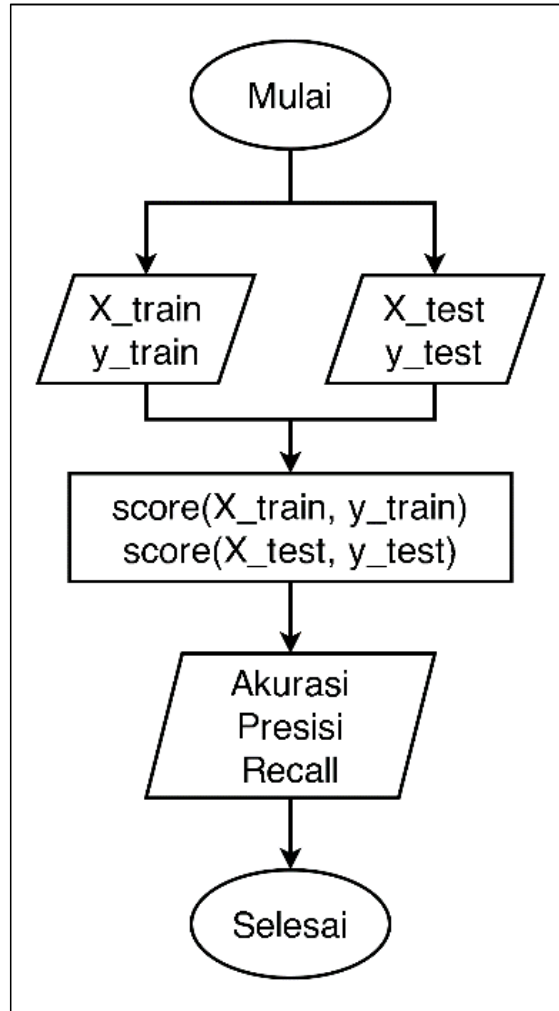 Mulai
X_train
y_train
X_test
y_test
score(X_train, y_train)
score(X_test, y_test)
Akurasi
Presisi
Recall
Selesai